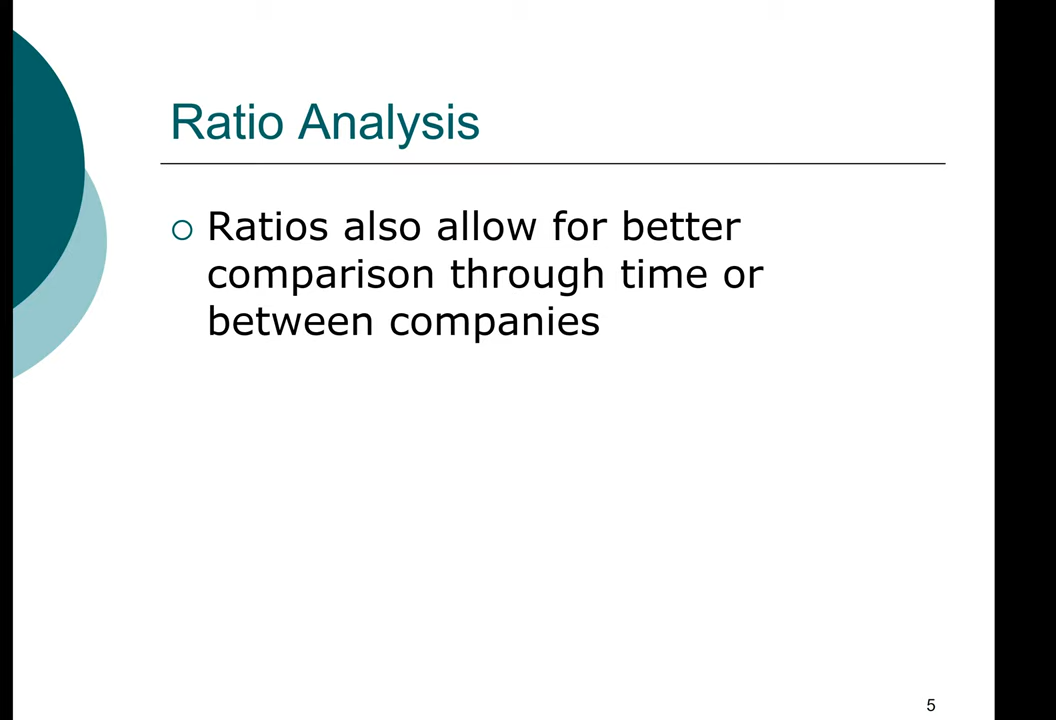 Ratio Analysis
Ratios also allow for better
comparison through time or
between companies
5